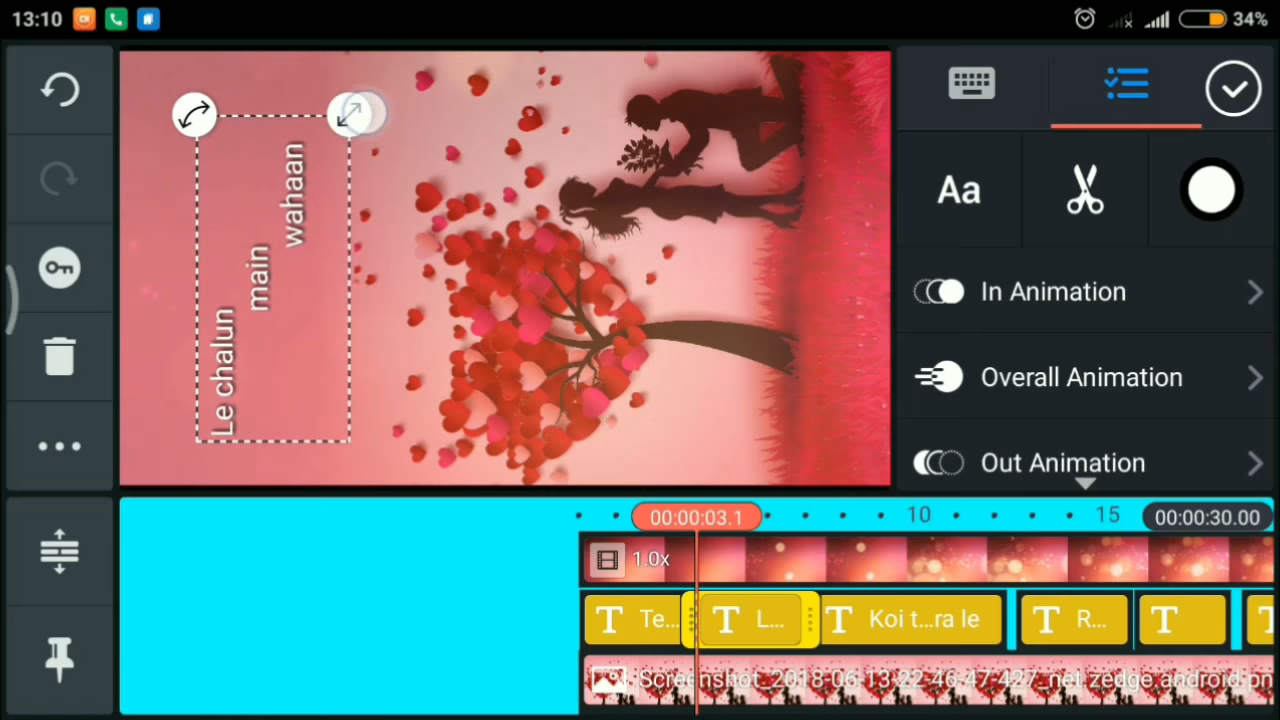 13:10
34%
Le chalun
main
wahaan
Aa
In Animation
Overall Animation
Out Animation
00:00:03.1
10
15
00:00:30.00
1.0x
T Te...
T L...
T Koi t...ra le
T R...
T
T
Screenshot_2018-06-13-22-46-47-427_net.zedge.android.pn